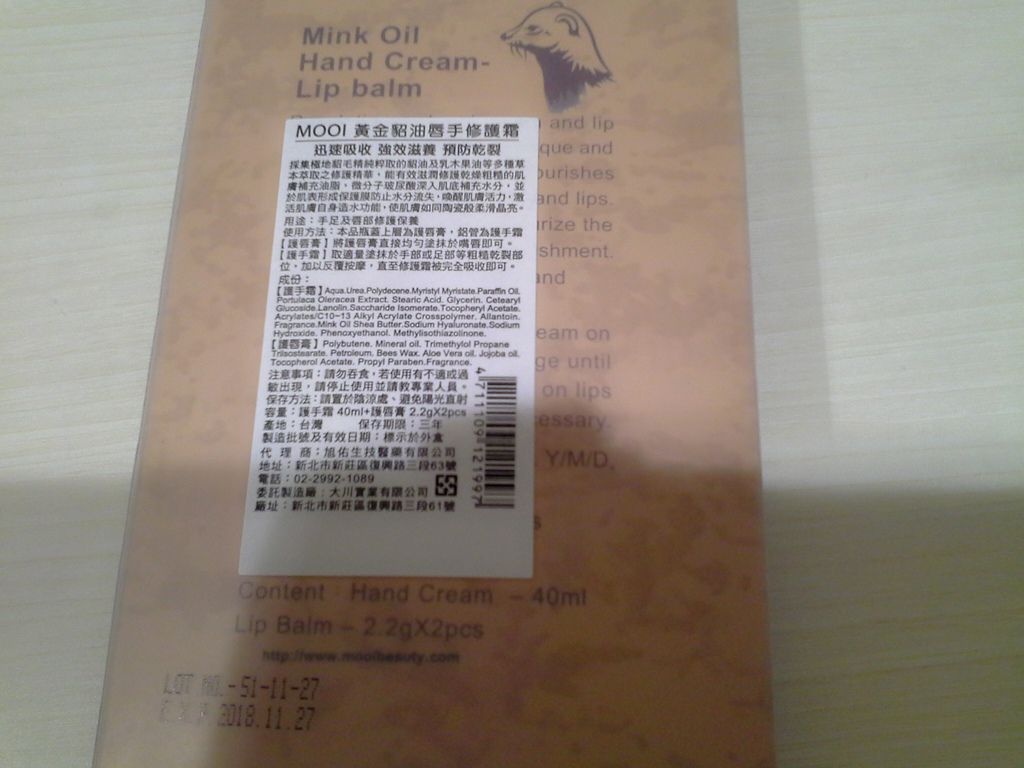 Mink Oil
Hand Cream-
Lip balm
and lip
que and
ourishes
and lips.
urize the
shment.
and
eam on
ge until
on lips
essary.
Y/M/D,
s
MOOI 黃金貂油唇手修護霜
迅速吸收 強效滋養 預防乾裂
採集極地貂毛精純粹取的貂油及乳木果油等多種草
本萃取之修護精華，能有效滋潤修護乾燥粗糙的肌
膚補充油脂、微分子玻尿酸深入肌底補充水分，並
於肌表形成保護膜防止水分流失，喚醒肌膚活力，激
活肌膚自身造水功能，使肌膚如同陶瓷般柔滑晶亮。
用途：手足及唇部修護保養
使用方法：本品瓶蓋上層為護唇膏，鋁管為護手霜
【護唇膏】將護唇膏直接均勻塗抹於嘴唇即可。
【護手霜】取適量塗抹於手部或足部等粗糙乾裂部
位，加以反覆按摩，直至修護霜被完全吸收即可。
成份：
【護手霜】Aqua.Urea.Polydecene.Myristyl Myristate.Paraffin Oil.
Portulaca Oleracea Extract. Stearic Acid. Glycerin. Cetearyl
Glucoside.Lanolin.Saccharide Isomerate.Tocopheryl Acetate.
Acrylates/C10~13 Alkyl Acrylate Crosspolymer. Allantoin.
Fragrance.Mink Oil Shea Butter.Sodium Hyaluronate.Sodium
Hydroxide. Phenoxyethanol. Methylisothiazolinone.
【護唇膏】Polybutene. Mineral oil. Trimethylol Propane
Triisostearate. Petroleum. Bees Wax. Aloe Vera oil. Jojoba oil.
Tocopherol Acetate. Propyl Paraben.Fragrance.
注意事項：請勿吞食，若使用有不適或過
敏出現，請停止使用並請教專業人員。
保存方法：請置於陰涼處、避免陽光直射
容量：護手霜 40ml+護唇膏 2.2gX2pcs
產地：台灣 保存期限：三年
製造批號及有效日期：標示於外盒
代 理 商：旭佑生技醫藥有限公司
地址：新北市新莊區復興路三段63號
電話：02-2992-1089
委託製造廠：大川實業有限公司
廠址：新北市新莊區復興路三段61號
4711109121997
Content : Hand Cream – 40ml
Lip Balm – 2.2gX2pcs
http://www.mooibeauty.com
LOT NO.-51-11-27
2018.11.27